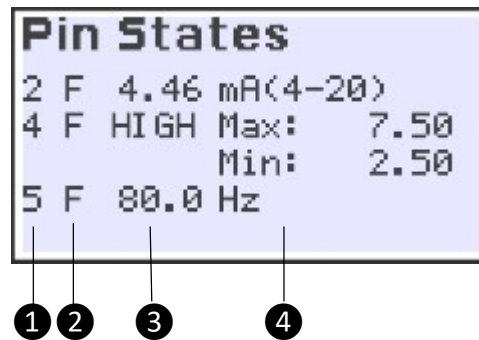 Pin States
2 F 4.46 mA(4-20)
4 F HIGH Max: 7.50
Min: 2.50
5 F 80.0 Hz
1 2 3 4